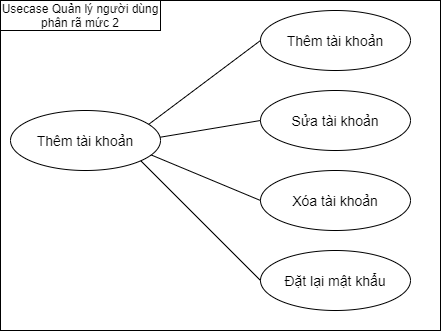 Usecase Quản lý người dùng
phân rã mức 2
Thêm tài khoản
Thêm tài khoản
Sửa tài khoản
Xóa tài khoản
Đặt lại mật khẩu